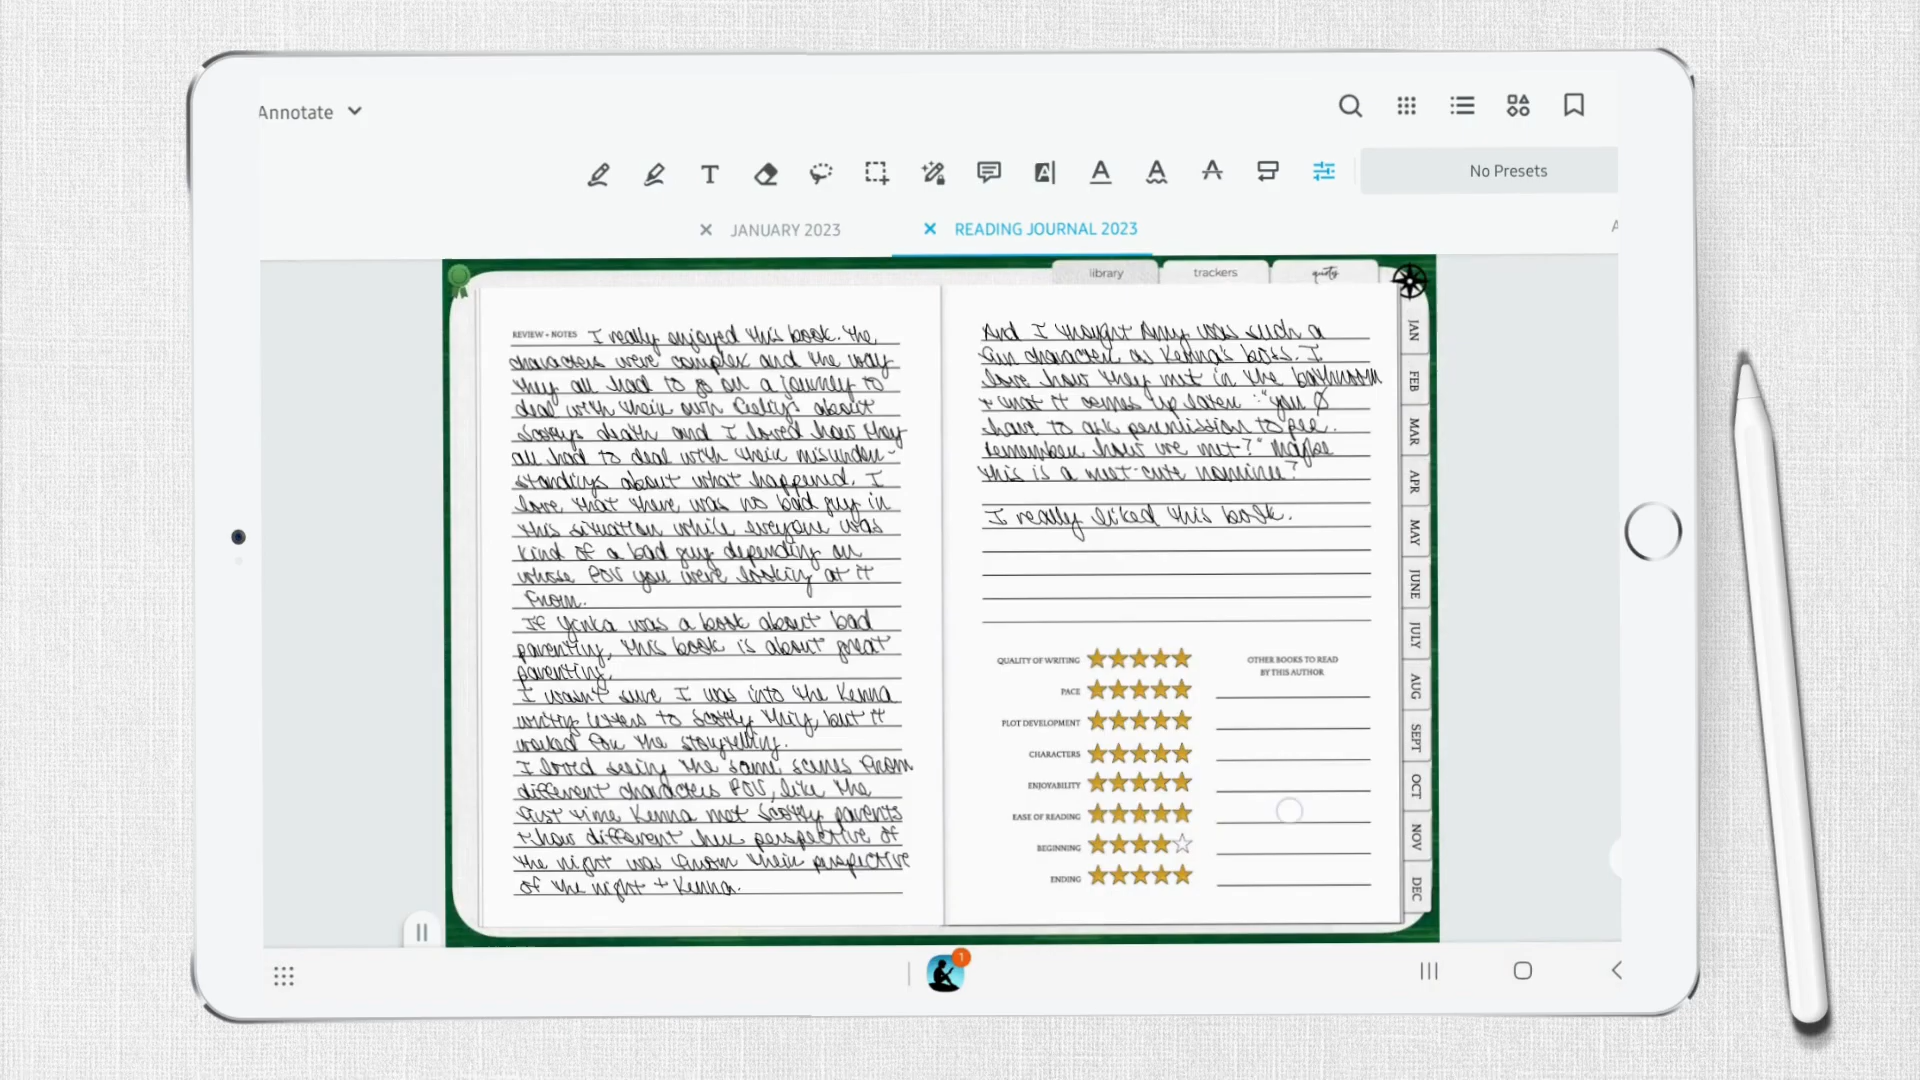 Annotate
No Presets
JANUARY 2023
READING JOURNAL 2023
library
trackers
REVIEW + NOTES I really enjoyed this book. The
characters were complex and the way
they all had to go on a journey to
deal with their own feelings about
Scotty's death and I loved how they
all had to deal with their misunder-
standings about what happened. I
love that there was no bad guy in
this situation while everyone was
kind of a bad guy depending on
whose POV you were looking at it
from.
If Yinka was a book about bad
parenting, this book is about great
parenting.
I wasn't sure I was into the Kenna
writing letters to Scotty thing, but it
worked for the storytelling.
I loved seeing the same scenes from
different characters POV, like the
first time Kenna met Scotty parents
+ how different her perspective of
the night was from their perspective
of the night + Kenna.
And I thought Amy was such a
fun character as Kenna's boss. I
love how they met in the bathroom
+ that it comes up later: "you Ø
have to ask permission to pee.
remember how we met?" Maybe
this is a meet-cute nominee?
I really liked this book.
QUALITY OF WRITING
PACE
PLOT DEVELOPMENT
CHARACTERS
ENJOYABILITY
EASE OF READING
BEGINNING
ENDING
OTHER BOOKS TO READ
BY THIS AUTHOR
JAN
FEB
MAR
APR
MAY
JUNE
JULY
AUG
SEPT
OCT
NOV
DEC
1